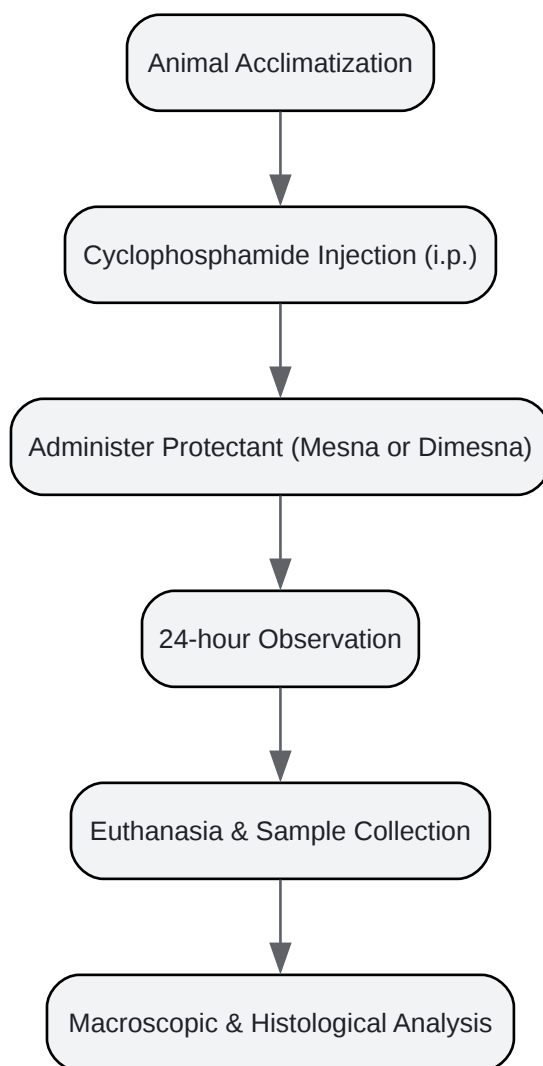 Animal Acclimatization
Cyclophosphamide Injection (i.p.)
Administer Protectant (Mesna or Dimesna)
24-hour Observation
Euthanasia & Sample Collection
Macroscopic & Histological Analysis